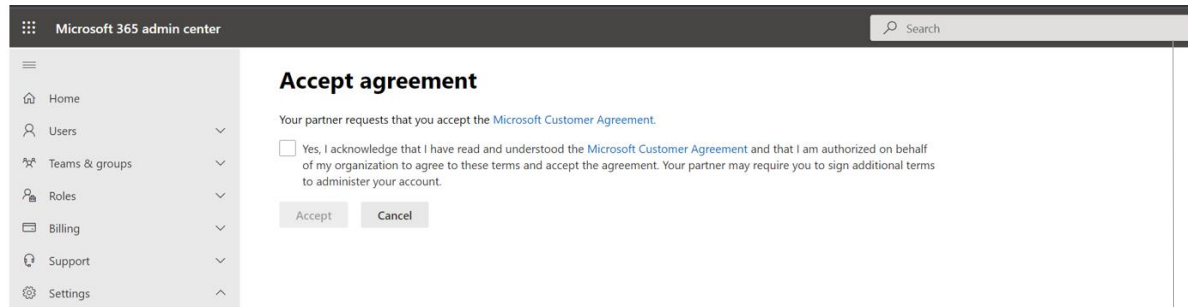 Microsoft 365 admin center
Search
Home
Users
Teams & groups
Roles
Billing
Support
Settings
Accept agreement
Your partner requests that you accept the Microsoft Customer Agreement.
Yes, I acknowledge that I have read and understood the Microsoft Customer Agreement and that I am authorized on behalf
of my organization to agree to these terms and accept the agreement. Your partner may require you to sign additional terms
to administer your account.
Accept Cancel